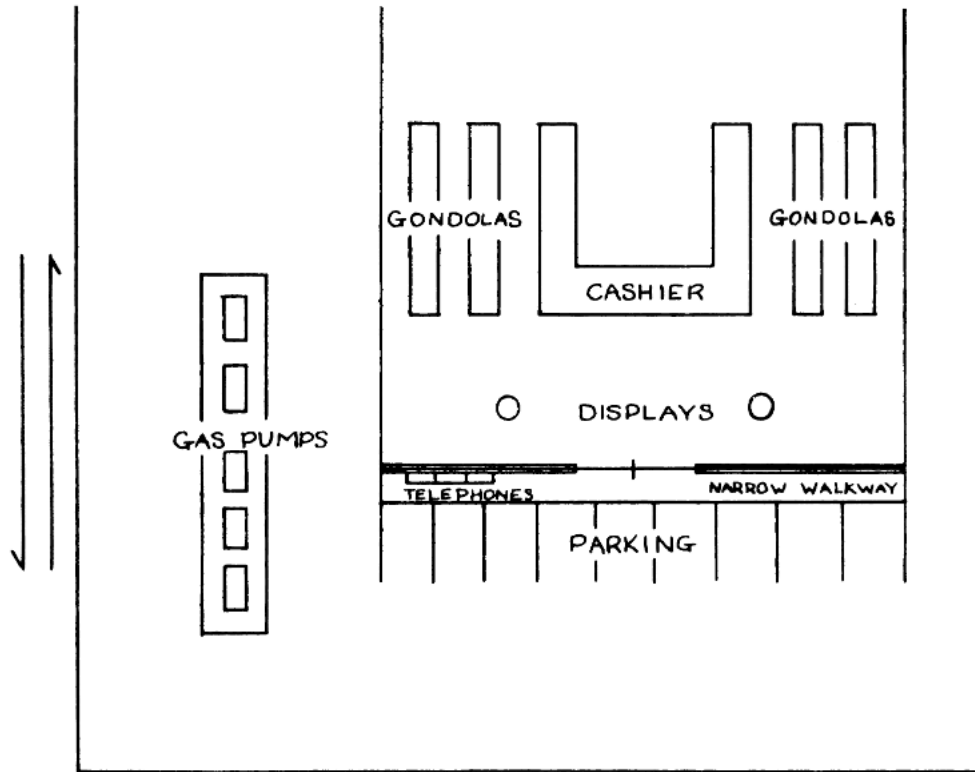 GONDOLAS GONDOLAS
CASHIER
DISPLAYS
GAS PUMPS
TELEPHONES NARROW WALKWAY
PARKING